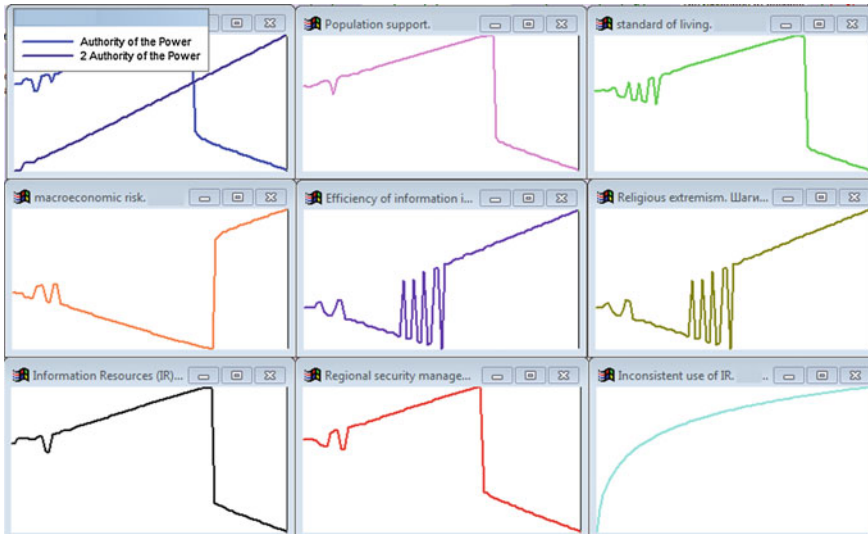 Authority of the Power
2 Authority of the Power
Population support.
standard of living.
macroeconomic risk.
Efficiency of information i...
Religious extremism. Шаги...
Information Resources (IR)...
Regional security manage...
Inconsistent use of IR. ..